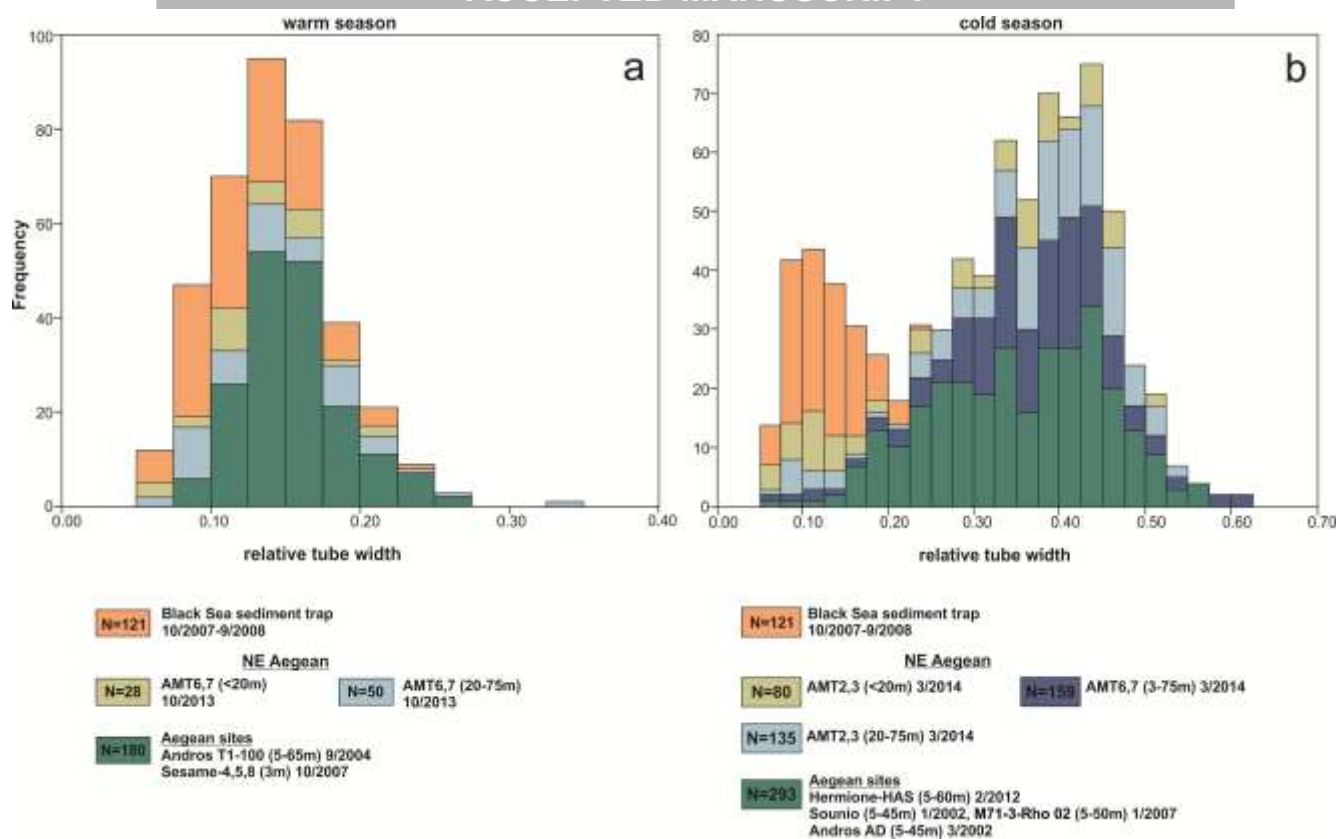 ACCEPTED MANUSCRIPT
warm season
cold season
a
b
100
80
60
40
20
0
Frequency
0.00 0.10 0.20 0.30 0.40
relative tube width
80
70
60
50
40
30
20
10
0
0.00 0.10 0.20 0.30 0.40 0.50 0.60 0.70
relative tube width
N=121 Black Sea sediment trap
10/2007-9/2008
NE Aegean
N=28 AMT6,7 (<20m)
10/2013
N=50 AMT6,7 (20-75m)
10/2013
N=180 Aegean sites
Andros T1-100 (5-65m) 9/2004
Sesame-4,5,8 (3m) 10/2007
N=121 Black Sea sediment trap
10/2007-9/2008
NE Aegean
N=80 AMT2,3 (<20m) 3/2014
N=159 AMT6,7 (3-75m) 3/2014
N=135 AMT2,3 (20-75m) 3/2014
N=293 Aegean sites
Hermione-HAS (5-60m) 2/2012
Sounio (5-45m) 1/2002, M71-3-Rho 02 (5-50m) 1/2007
Andros AD (5-45m) 3/2002